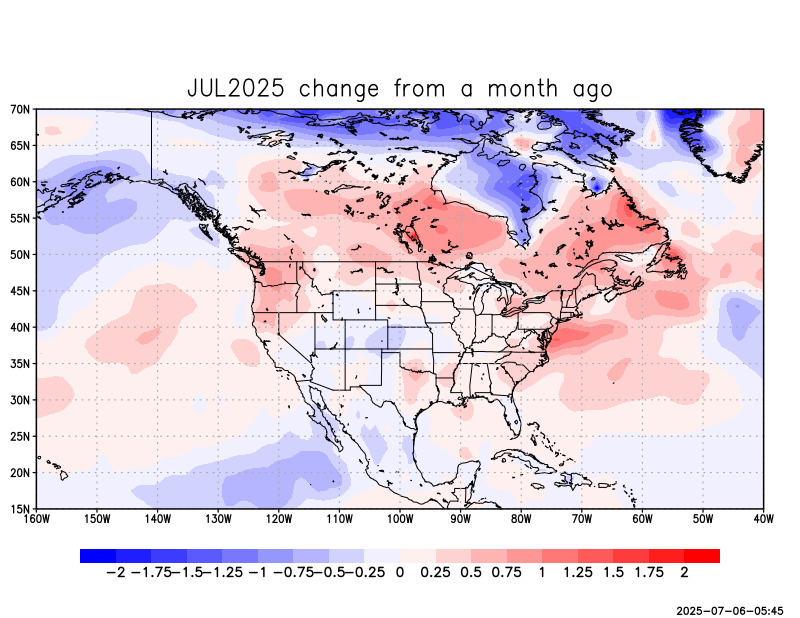 JUL2025 change from a month ago
70N
65N
60N
55N
50N
45N
40N
35N
30N
25N
20N
15N
160W 150W 140W 130W 120W 110W 100W 90W 80W 70W 60W 50W 40W
−2 −1.75 −1.5 −1.25 −1 −0.75 −0.5 −0.25 0 0.25 0.5 0.75 1 1.25 1.5 1.75 2
2025-07-06-05:45